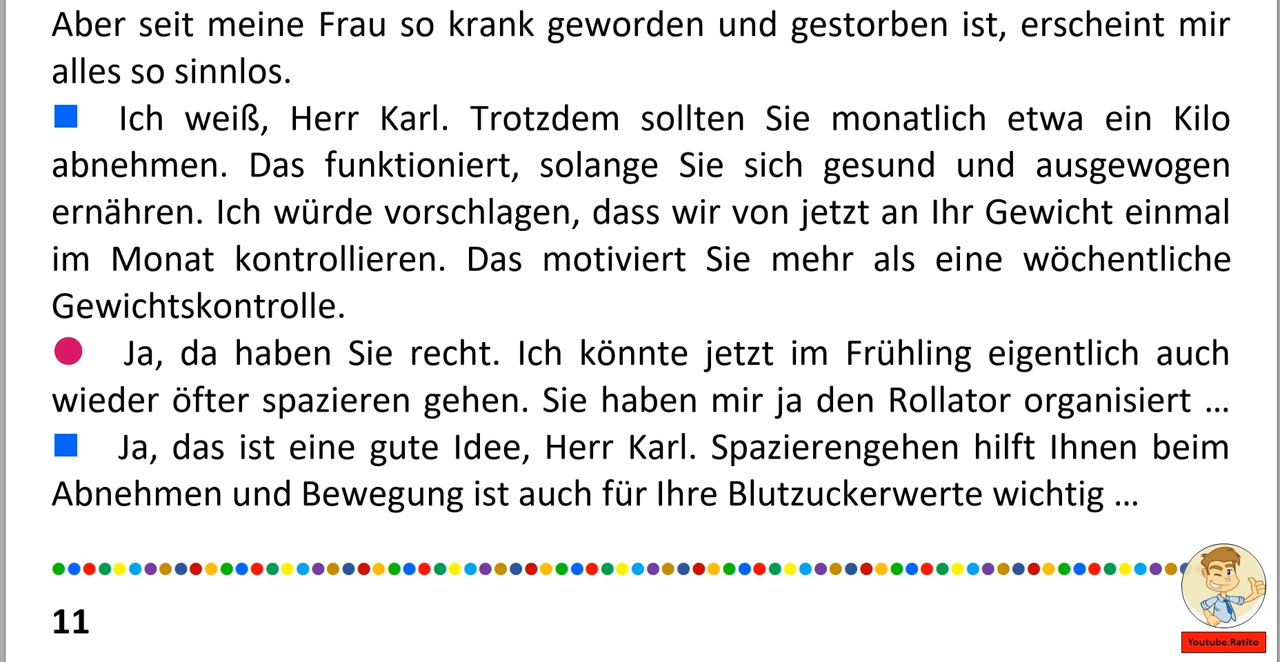 Aber seit meine Frau so krank geworden und gestorben ist, erscheint mir
alles so sinnlos.
Ich weiß, Herr Karl. Trotzdem sollten Sie monatlich etwa ein Kilo
abnehmen. Das funktioniert, solange Sie sich gesund und ausgewogen
ernähren. Ich würde vorschlagen, dass wir von jetzt an Ihr Gewicht einmal
im Monat kontrollieren. Das motiviert Sie mehr als eine wöchentliche
Gewichtskontrolle.
Ja, da haben Sie recht. Ich könnte jetzt im Frühling eigentlich auch
wieder öfter spazieren gehen. Sie haben mir ja den Rollator organisiert ...
Ja, das ist eine gute Idee, Herr Karl. Spazierengehen hilft Ihnen beim
Abnehmen und Bewegung ist auch für Ihre Blutzuckerwerte wichtig ...
11
Youtube:Ratito